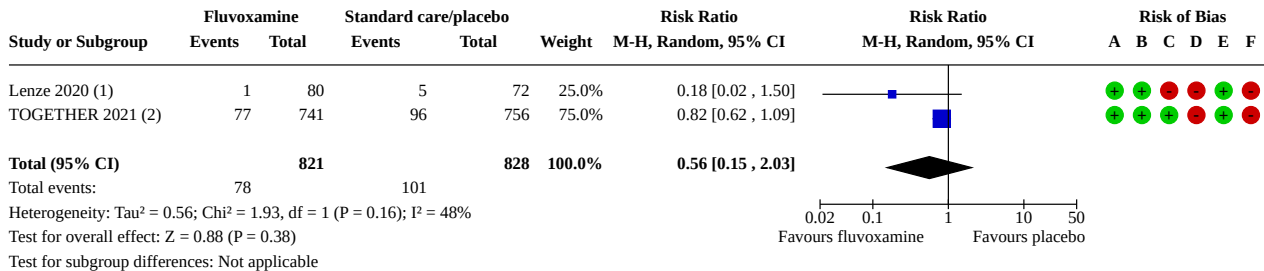 Fluvoxamine Standard care/placebo Risk Ratio Risk Ratio Risk of Bias
Study or Subgroup Events Total Events Total Weight M-H, Random, 95% CI M-H, Random, 95% CI A B C D E F
Lenze 2020 (1) 1 80 5 72 25.0% 0.18 [0.02 , 1.50] + + - - + -
TOGETHER 2021 (2) 77 741 96 756 75.0% 0.82 [0.62 , 1.09] + + + - + -
Total (95% CI) 821 828 100.0% 0.56 [0.15 , 2.03]
Total events: 78 101
Heterogeneity: Tau² = 0.56; Chi² = 1.93, df = 1 (P = 0.16); I² = 48%
0.02 0.1 1 10 50
Test for overall effect: Z = 0.88 (P = 0.38) Favours fluvoxamine Favours placebo
Test for subgroup differences: Not applicable